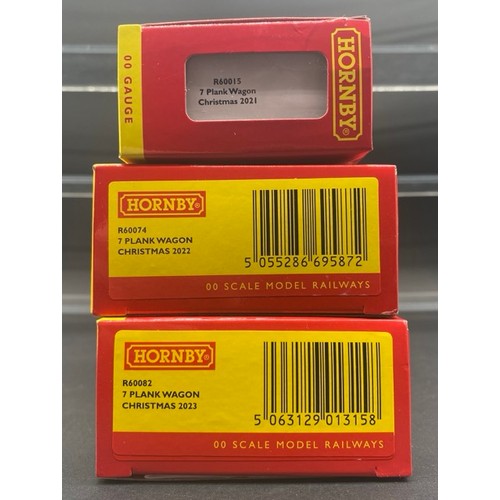 00 GAUGE
R60015
7 Plank Wagon
Christmas 2021
HORNBY®
HORNBY®
R60074
7 PLANK WAGON
CHRISTMAS 2022
5 055286 695872
00 SCALE MODEL RAILWAYS
HORNBY®
R60082
7 PLANK WAGON
CHRISTMAS 2023
5 063129 013158
00 SCALE MODEL RAILWAYS